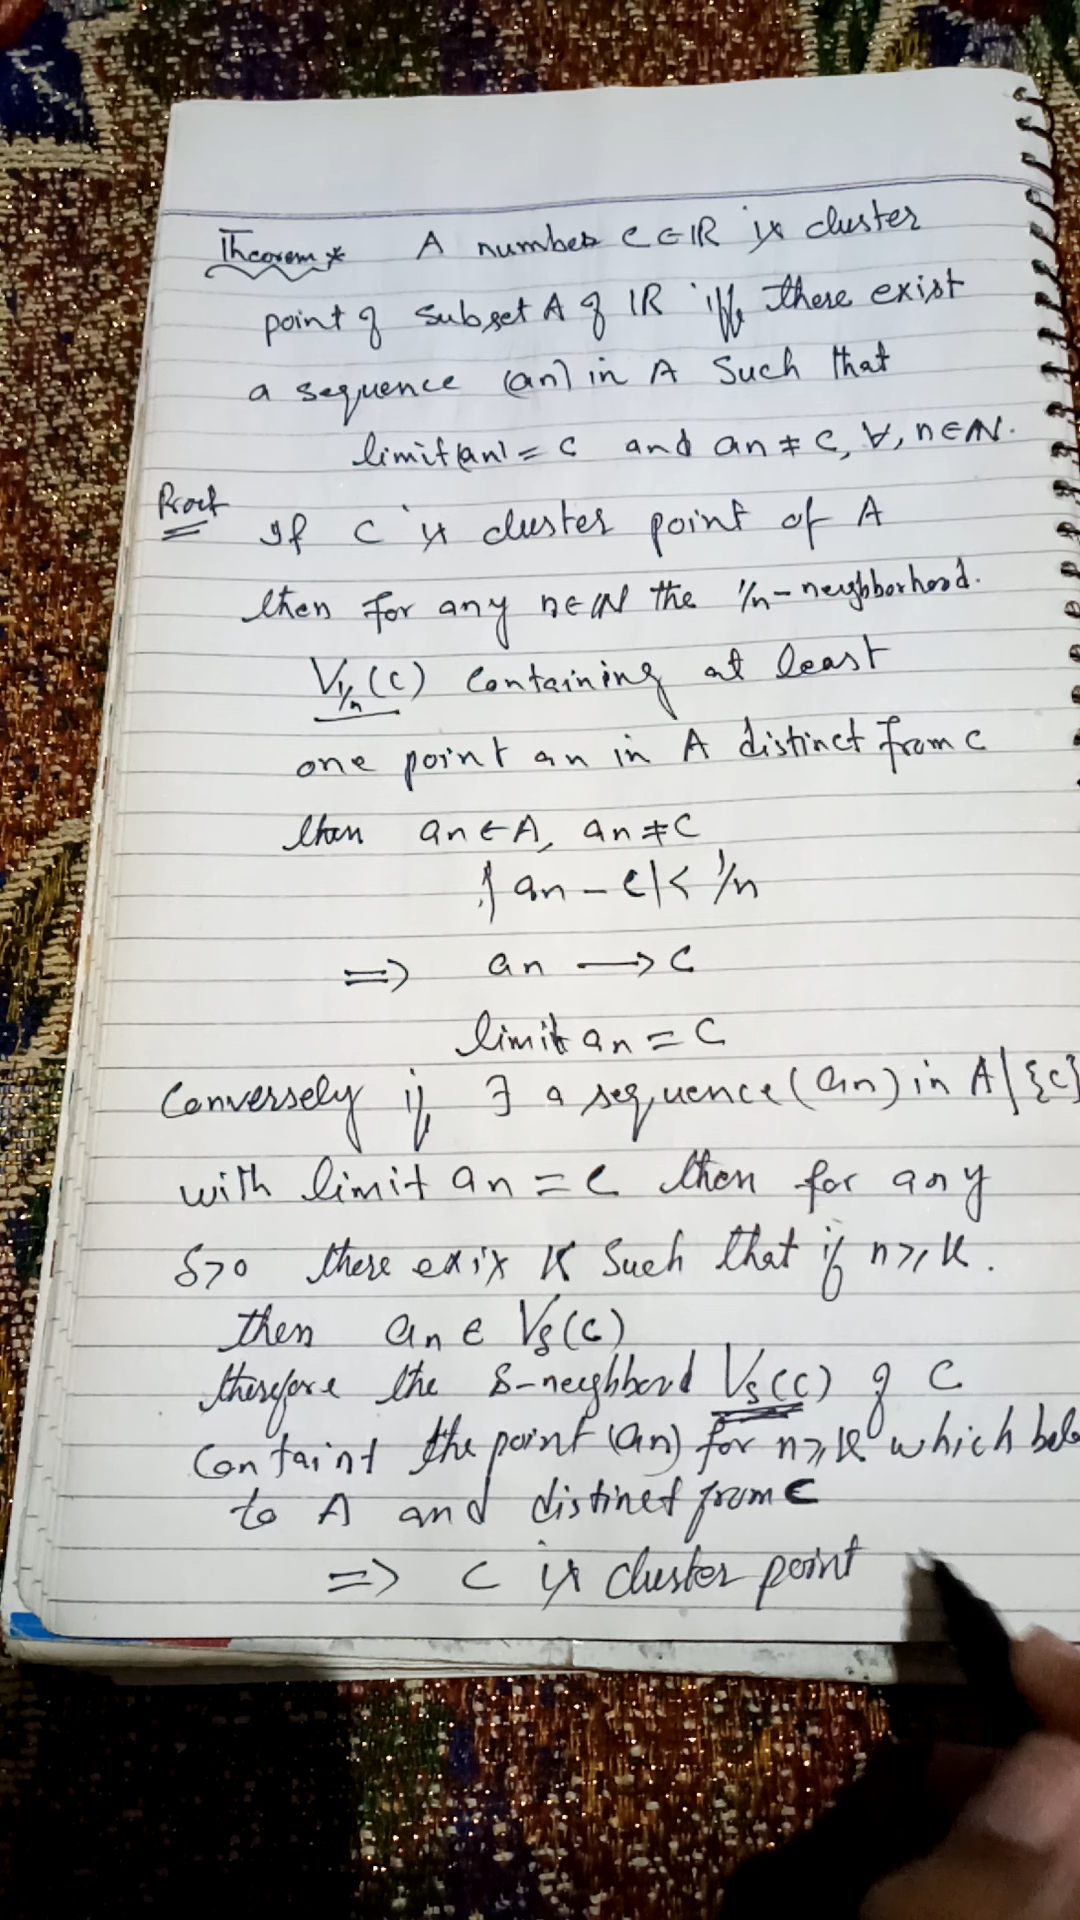 Theorem* A number C∈IR is cluster
point of subset A of IR iff there exist
a sequence (an) in A Such that
limit(an) = C and an ≠ C, ∀, n∈N.
Proof
If C is cluster point of A
then for any n∈N the 1/n-neighborhood.
V1/n(C) Containing at least
one point an in A distinct from C
then an∈A, an≠C
|an - C| < 1/n
⇒ an → C
limit an = C
Conversely if ∃ a sequence (an) in A|{C}
with limit an = C then for any
δ>0 there exix K Such that if n≥K.
then an ∈ Vδ(C)
therefore the δ-neighbord Vδ(C) of C
Containt the point (an) for n≥K which belo
to A and distinct from C
⇒ C is cluster point